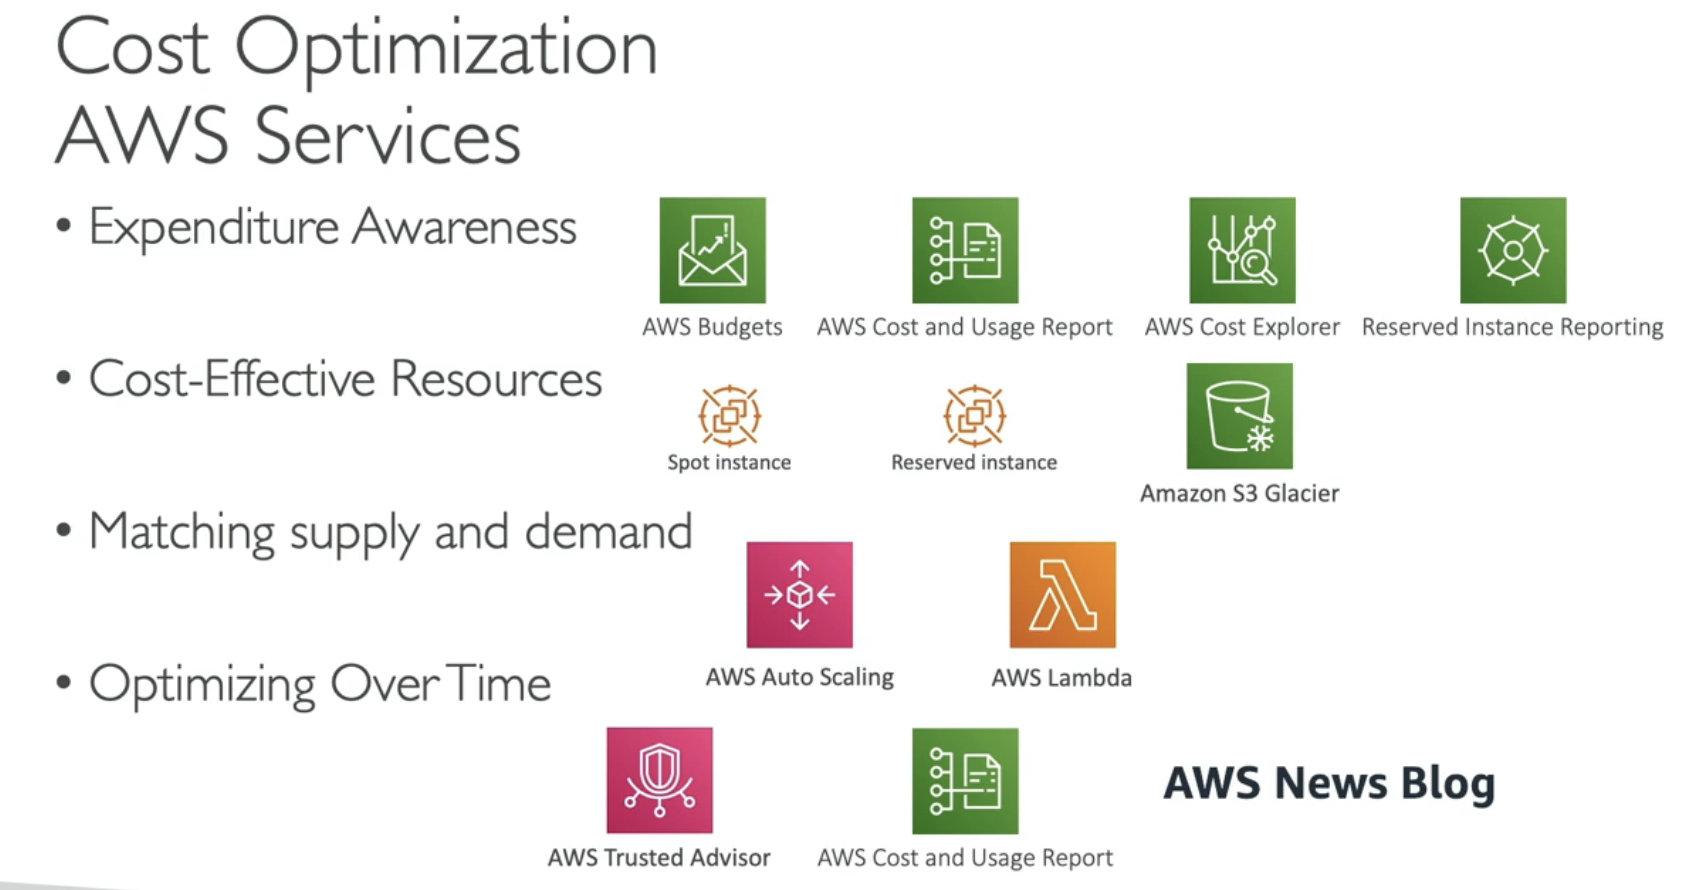 Cost Optimization
AWS Services
• Expenditure Awareness
AWS Budgets
AWS Cost and Usage Report
AWS Cost Explorer
Reserved Instance Reporting
• Cost-Effective Resources
Spot instance
Reserved instance
Amazon S3 Glacier
• Matching supply and demand
AWS Auto Scaling
AWS Lambda
• Optimizing Over Time
AWS Trusted Advisor
AWS Cost and Usage Report
AWS News Blog